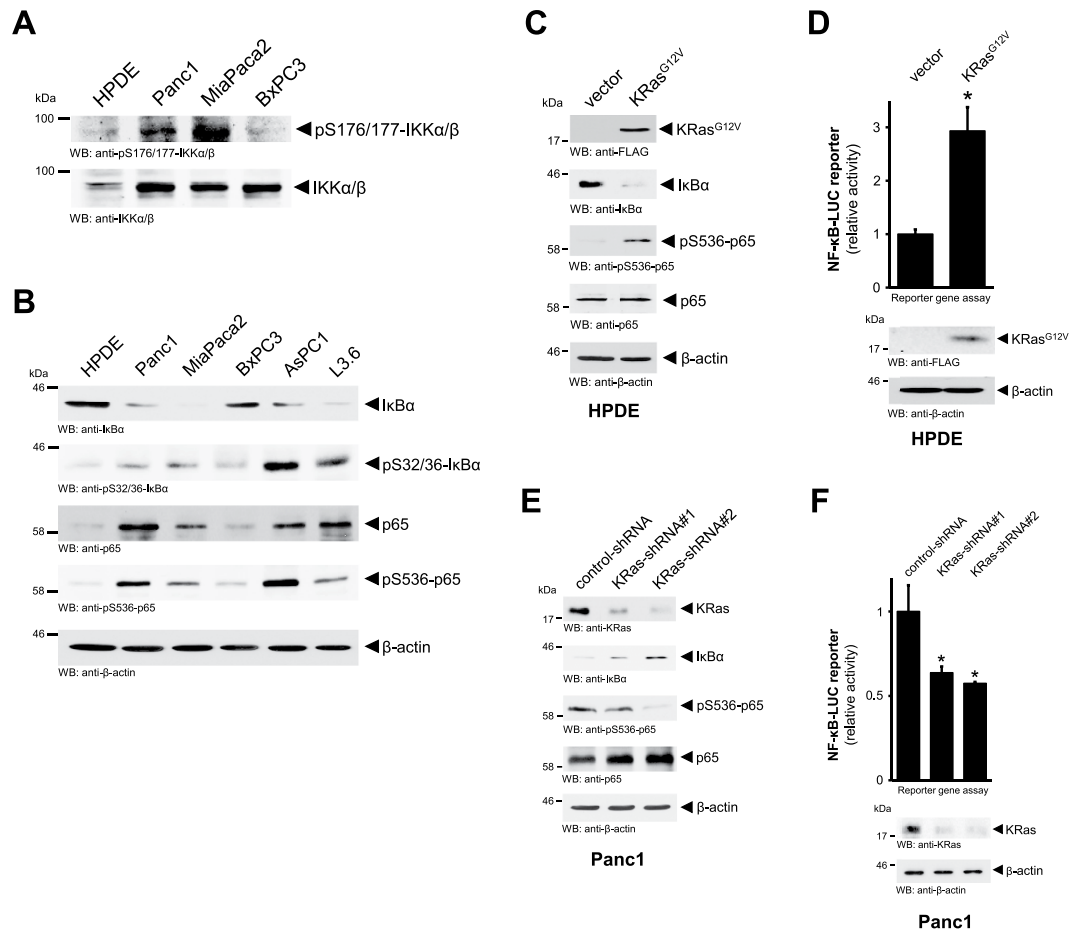 A
HPDE
Panc1
MiaPaca2
BxPC3
kDa
100
pS176/177-IKKα/β
WB: anti-pS176/177-IKKα/β
100
IKKα/β
WB: anti-IKKα/β
B
HPDE
Panc1
MiaPaca2
BxPC3
AsPC1
L3.6
kDa
46
IκBα
WB: anti-IκBα
46
pS32/36-IκBα
WB: anti-pS32/36-IκBα
58
p65
WB: anti-p65
58
pS536-p65
WB: anti-pS536-p65
46
β-actin
WB: anti-β-actin
C
vector
KRasG12V
kDa
17
KRasG12V
WB: anti-FLAG
46
IκBα
WB: anti-IκBα
58
pS536-p65
WB: anti-pS536-p65
58
p65
WB: anti-p65
46
β-actin
WB: anti-β-actin
HPDE
D
vector
KRasG12V
*
NF-κB-LUC reporter
(relative activity)
3
2
1
0
Reporter gene assay
kDa
17
KRasG12V
WB: anti-FLAG
46
β-actin
WB: anti-β-actin
HPDE
E
control-shRNA
KRas-shRNA#1
KRas-shRNA#2
kDa
17
KRas
WB: anti-KRas
46
IκBα
WB: anti-IκBα
58
pS536-p65
WB: anti-pS536-p65
58
p65
WB: anti-p65
46
β-actin
WB: anti-β-actin
Panc1
F
control-shRNA
KRas-shRNA#1
KRas-shRNA#2
NF-κB-LUC reporter
(relative activity)
1
0.5
0
*
*
Reporter gene assay
kDa
17
KRas
WB: anti-KRas
46
β-actin
WB: anti-β-actin
Panc1